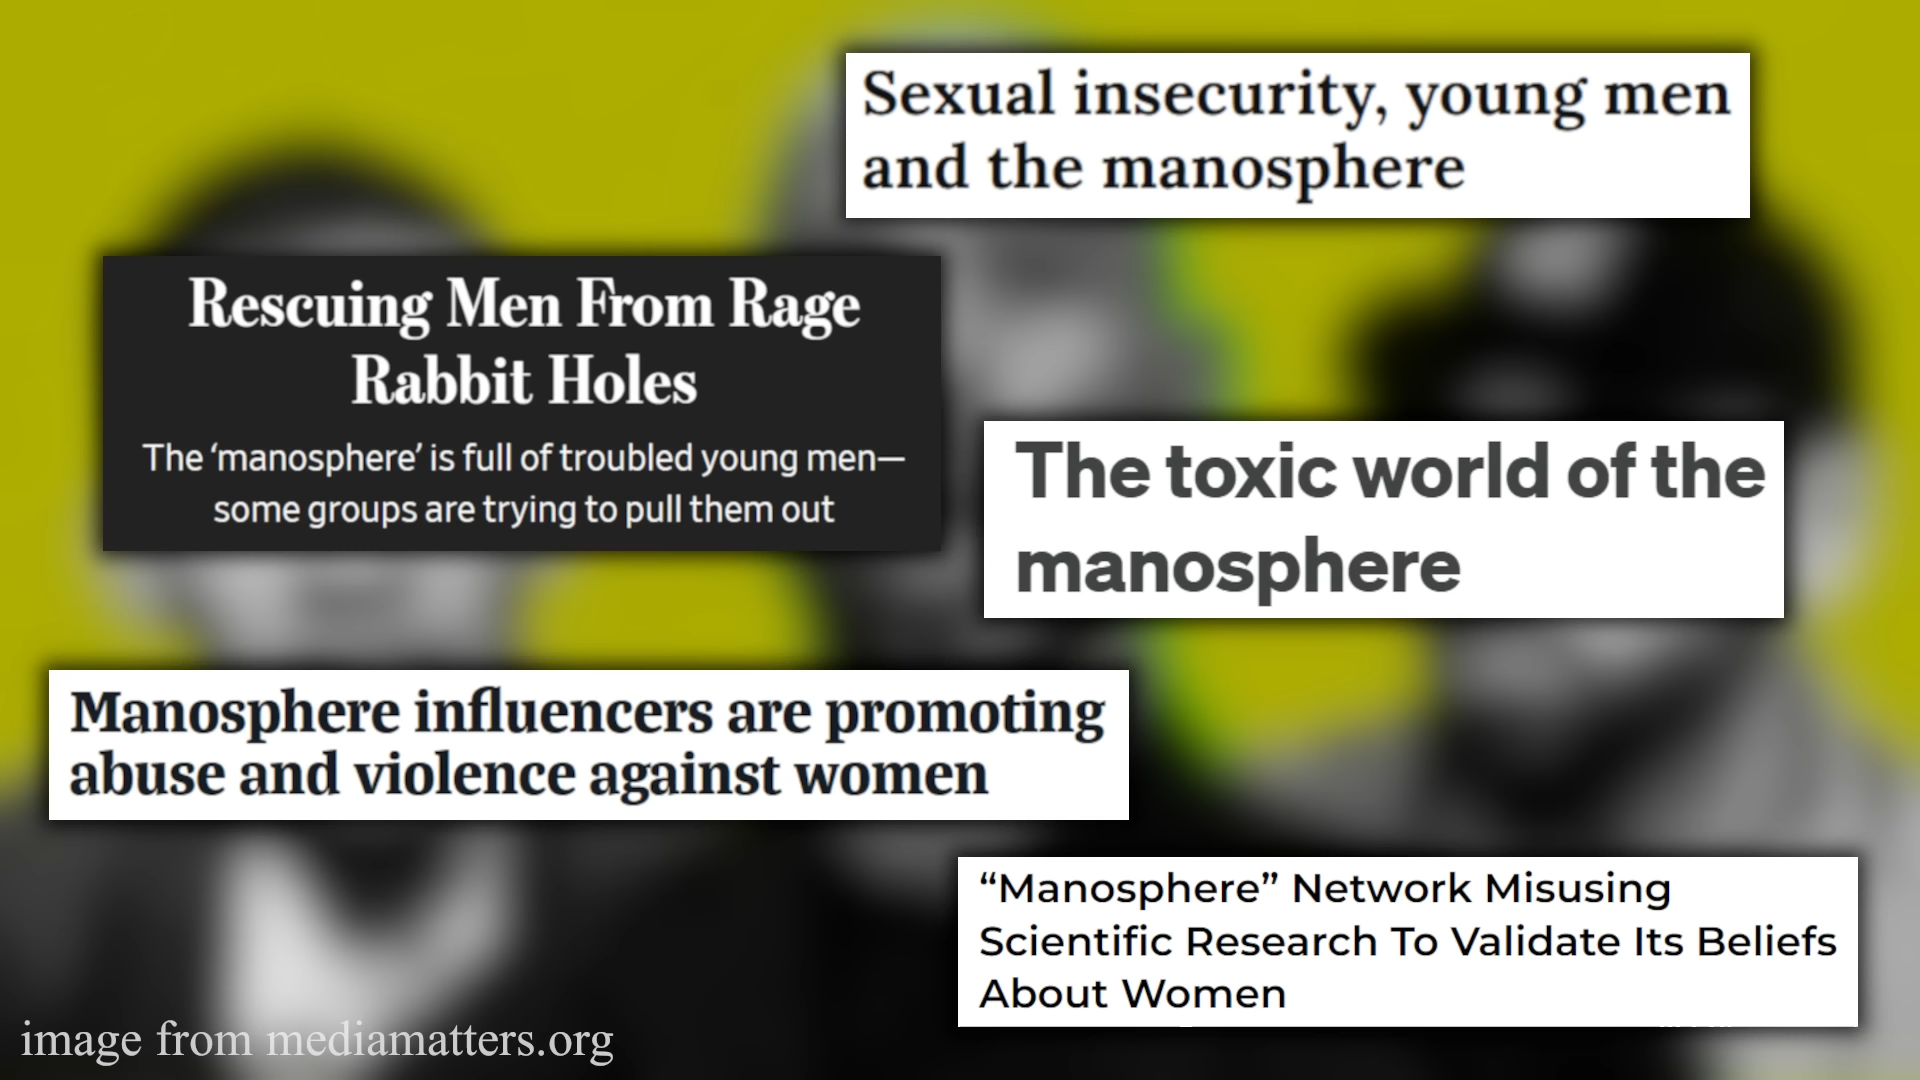 Sexual insecurity, young men
and the manosphere
Rescuing Men From Rage
Rabbit Holes
The ‘manosphere’ is full of troubled young men—
some groups are trying to pull them out
The toxic world of the
manosphere
Manosphere influencers are promoting
abuse and violence against women
“Manosphere” Network Misusing
Scientific Research To Validate Its Beliefs
About Women
image from mediamatters.org